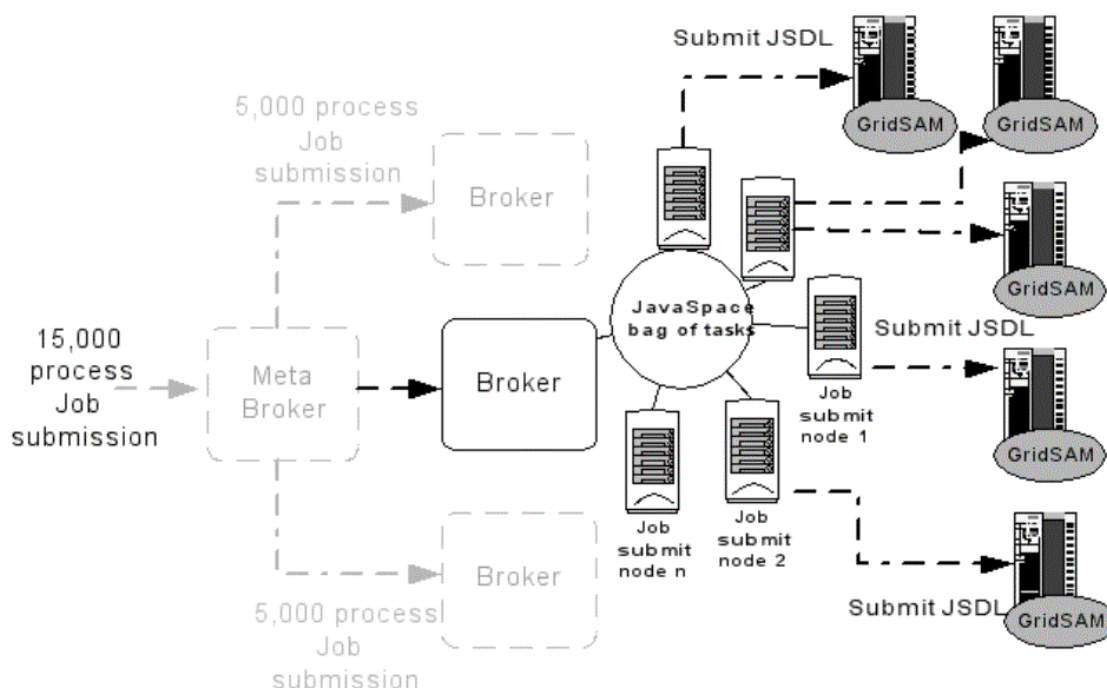 Submit JSDL
GridSAM
GridSAM
5,000 process
Job
submission
Broker
GridSAM
JavaSpace
bag of tasks
Submit JSDL
15,000
process
Job
submission
Meta
Broker
Broker
Job
submit
node 1
GridSAM
Job
submit
node n
Job
submit
node 2
Broker
Submit JSDL
GridSAM
5,000 process
Job
submission